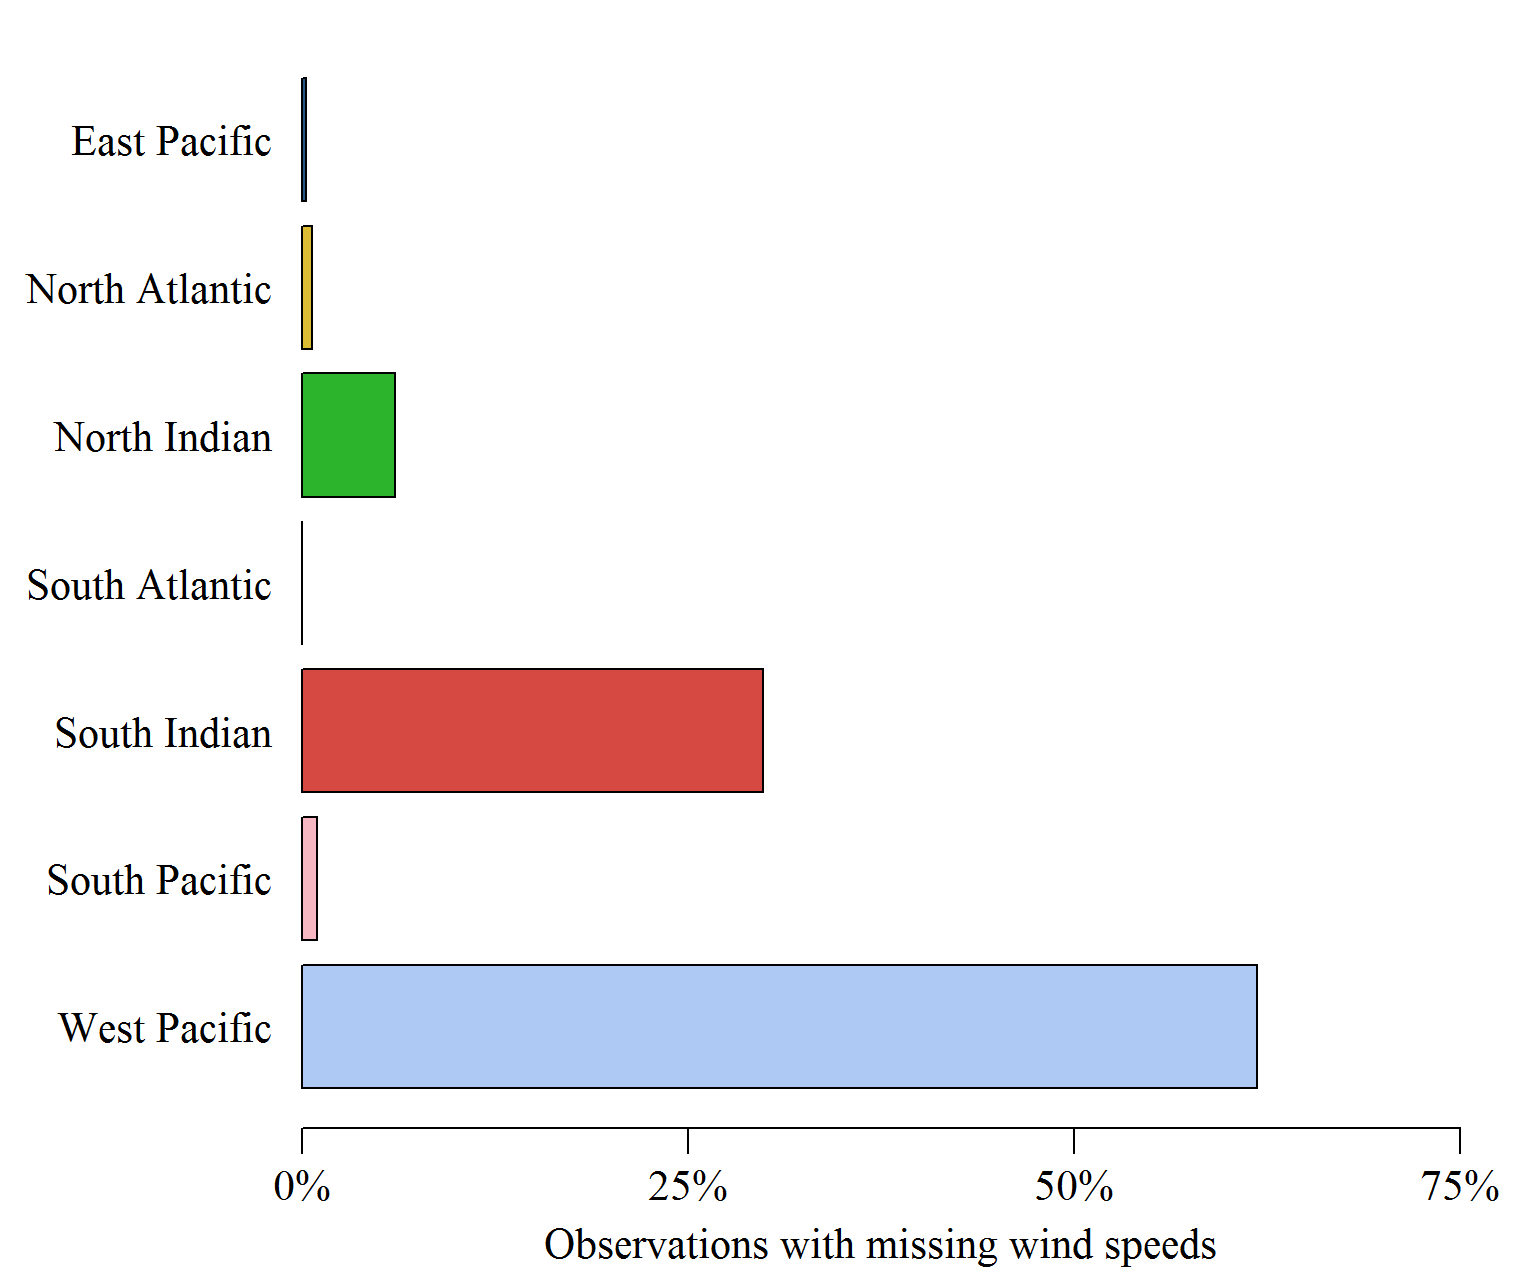 East Pacific
North Atlantic
North Indian
South Atlantic
South Indian
South Pacific
West Pacific
0% 25% 50% 75%
Observations with missing wind speeds